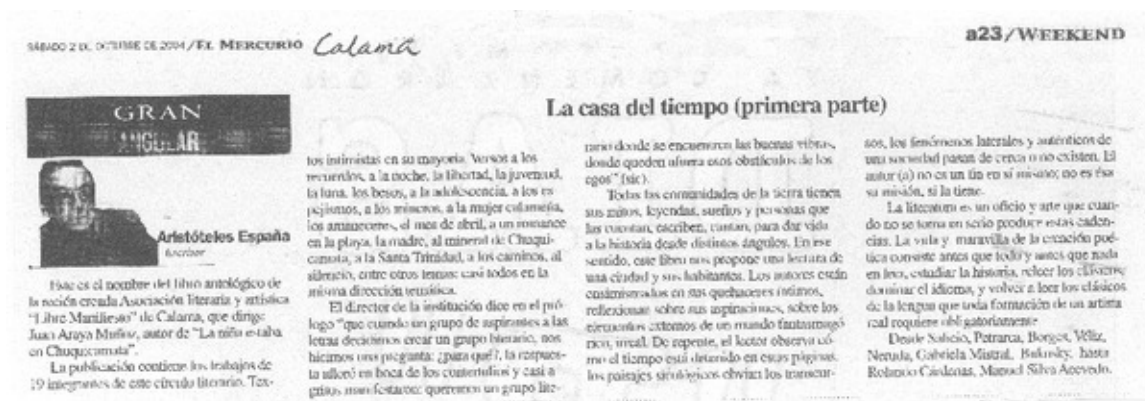 SÁBADO 2 DE OCTUBRE DE 2004/EL MERCURIO Calama
a23/WEEKEND
GRAN
ANGULAR
Aristóteles España
Escritor
La casa del tiempo (primera parte)
Este es el nombre del libro antológico de
la recién creada Asociación literaria y artística
"Libre Manifiesto" de Calama, que dirige
Juan Araya Muñoz, autor de "La niña estaba
en Chuquicamata".
La publicación contiene los trabajos de
19 integrantes de este círculo literario. Tex-
tos intimistas en su mayoría. Versos a los
recuerdos, a la noche, la libertad, la juventud,
la luna, los besos, a la adolescencia, a los es
pejismos, a los mineros, a la mujer calameña,
los amaneceres, el mes de abril, a un romance
en la playa, la madre, al mineral de Chuqui-
camata, a la Santa Trinidad, a los caminos, al
silencio, entre otros temas: casi todos en la
misma dirección temática.
El director de la institución dice en el pró-
logo "que cuando un grupo de aspirantes a las
letras decidimos crear un grupo literario, nos
hicimos una pregunta: ¿para qué?, la respues-
ta afloró en boca de los contertulios y casi a
gritos manifestaron: queremos un grupo lite-
rario donde se encuentren las buenas vibras,
donde queden afuera esos obstáculos de los
egos" (sic).
Todas las comunidades de la tierra tienen
sus mitos, leyendas, sueños y personas que
las cuentan, escriben, cantan, para dar vida
a la historia desde distintos ángulos. En ese
sentido, este libro nos propone una lectura de
una ciudad y sus habitantes. Los autores están
ensimismados en sus quehaceres íntimos,
reflexionan sobre sus aspiraciones, sobre los
elementos externos de un mundo fantasmagó
rico, irreal. De repente, el lector observa có-
mo el tiempo está detenido en estas páginas,
los paisajes sicológicos obvian los transcur-
sos, los fenómenos laterales y auténticos de
una sociedad pasan de cerca o no existen. El
autor (a) no es un fin en sí mismo; no es ésa
su misión, si la tiene.
La literatura es un oficio y arte que cuan-
do no se toma en serio produce estas caden-
cias. La vida y maravilla de la creación poé-
tica consiste antes que todo y antes que nada
en leer, estudiar la historia, releer los clásicos,
dominar el idioma, y volver a leer los clásicos
de la lengua que toda formación de un artista
real requiere obligatoriamente.
Desde Salicio, Petrarca, Borges, Véliz,
Neruda, Gabriela Mistral, hasta
Rolando Cárdenas, Manuel Silva Acevedo.